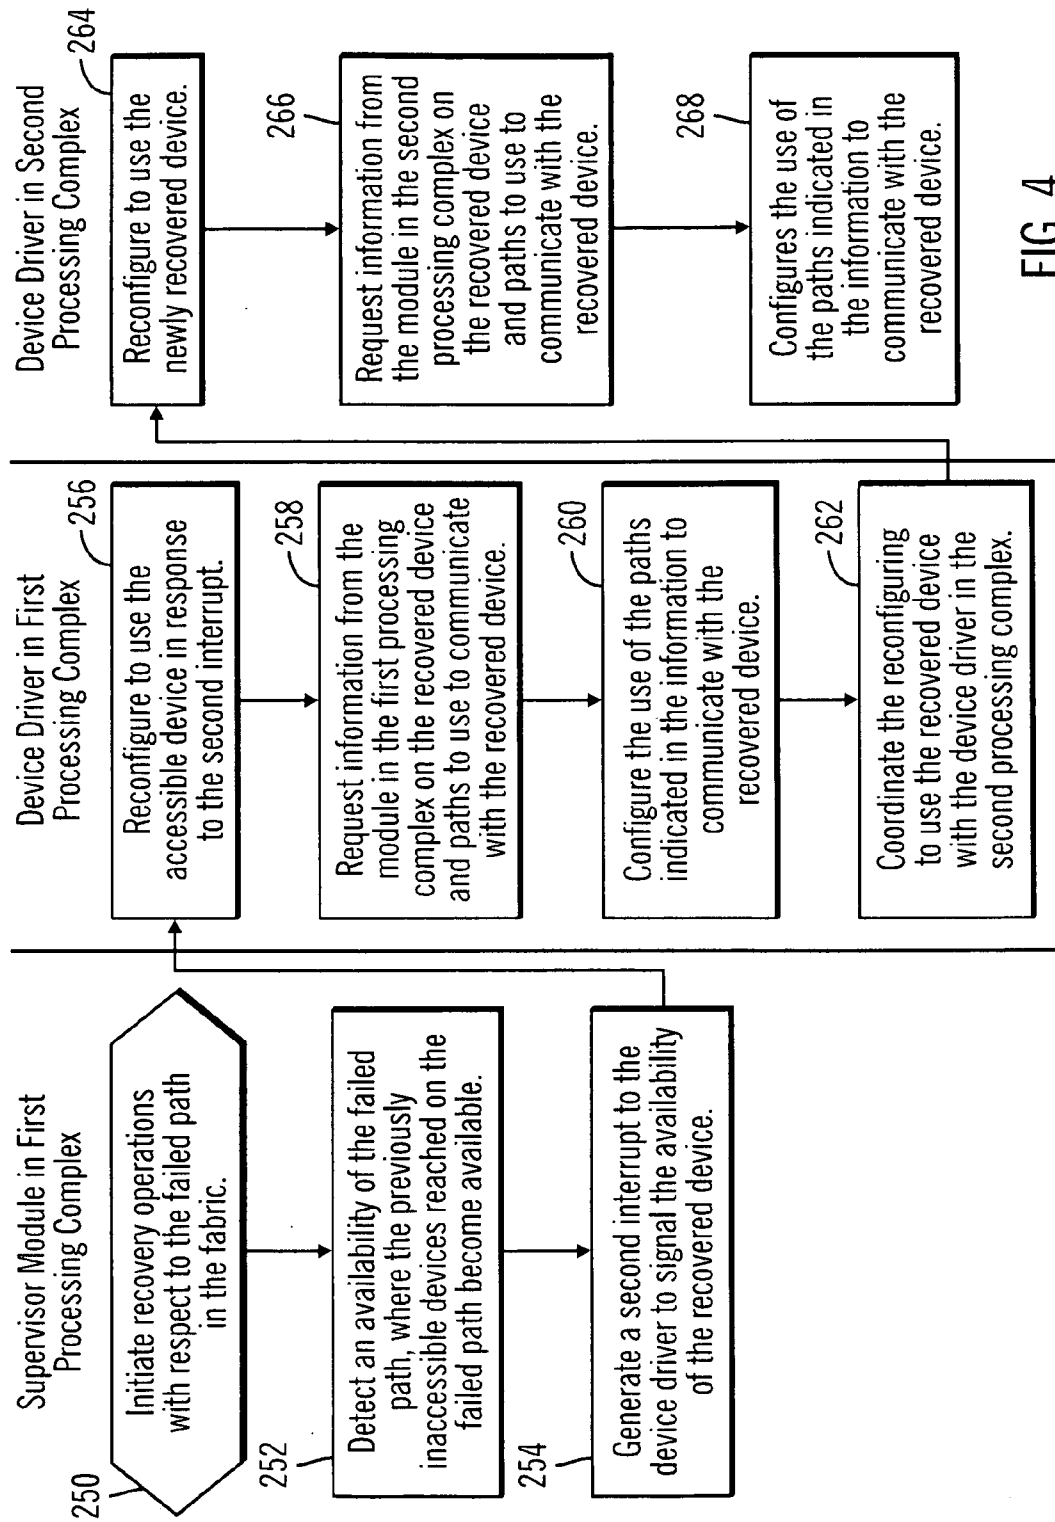 Supervisor Module in First
Processing Complex
250
Initiate recovery operations
with respect to the failed path
in the fabric.
252
Detect an availability of the failed
path, where the previously
inaccessible devices reached on the
failed path become available.
254
Generate a second interrupt to the
device driver to signal the availability
of the recovered device.
Device Driver in First
Processing Complex
256
Reconfigure to use the
accessible device in response
to the second interrupt.
258
Request information from the
module in the first processing
complex on the recovered device
and paths to use to communicate
with the recovered device.
260
Configure the use of the paths
indicated in the information to
communicate with the
recovered device.
262
Coordinate the reconfiguring
to use the recovered device
with the device driver in the
second processing complex.
Device Driver in Second
Processing Complex
264
Reconfigure to use the
newly recovered device.
266
Request information from
the module in the second
processing complex on
the recovered device
and paths to use to
communicate with the
recovered device.
268
Configures the use of
the paths indicated in
the information to
communicate with the
recovered device.
FIG. 4